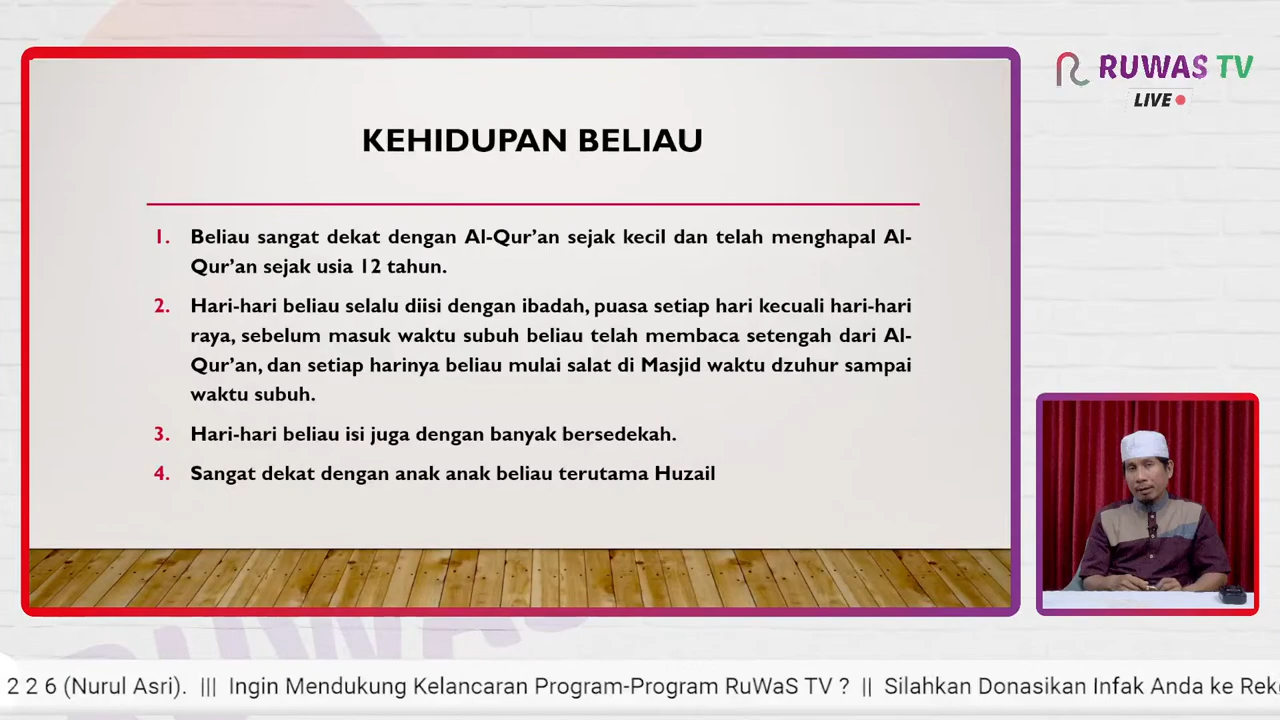 RUWAS TV
LIVE
KEHIDUPAN BELIAU
1. Beliau sangat dekat dengan Al-Qur’an sejak kecil dan telah menghapal Al-
Qur’an sejak usia 12 tahun.
2. Hari-hari beliau selalu diisi dengan ibadah, puasa setiap hari kecuali hari-hari
raya, sebelum masuk waktu subuh beliau telah membaca setengah dari Al-
Qur’an, dan setiap harinya beliau mulai salat di Masjid waktu dzuhur sampai
waktu subuh.
3. Hari-hari beliau isi juga dengan banyak bersedekah.
4. Sangat dekat dengan anak anak beliau terutama Huzail
2 2 6 (Nurul Asri). ||| Ingin Mendukung Kelancaran Program-Program RuWaS TV ? || Silahkan Donasikan Infak Anda ke Rek